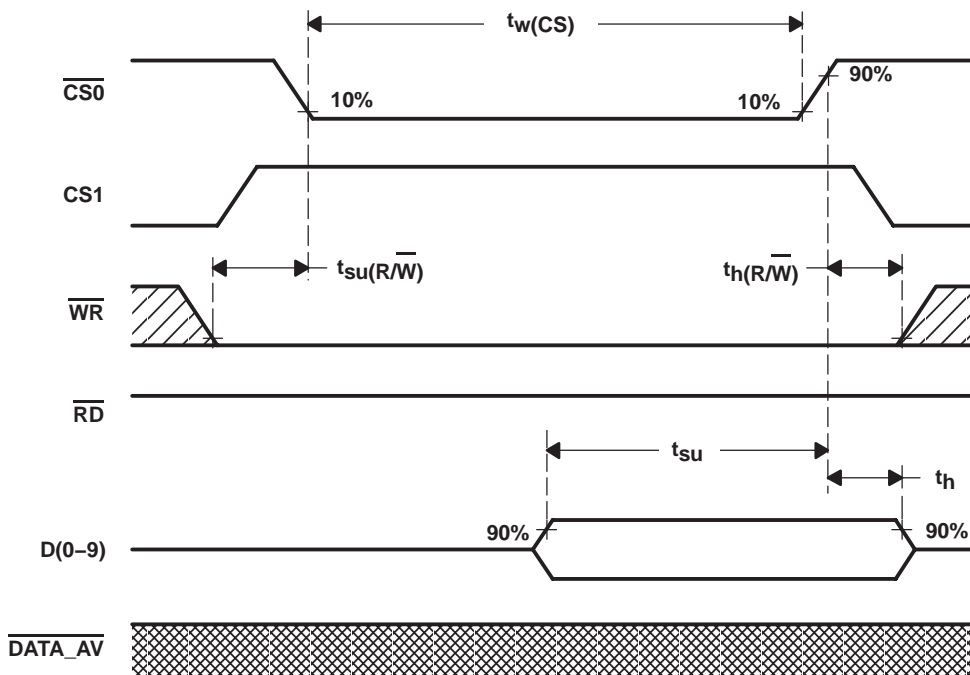 tw(CS)
CS0
10%
10%
90%
CS1
tsu(R/W)
th(R/W)
WR
RD
tsu
th
90%
90%
D(0–9)
DATA_AV